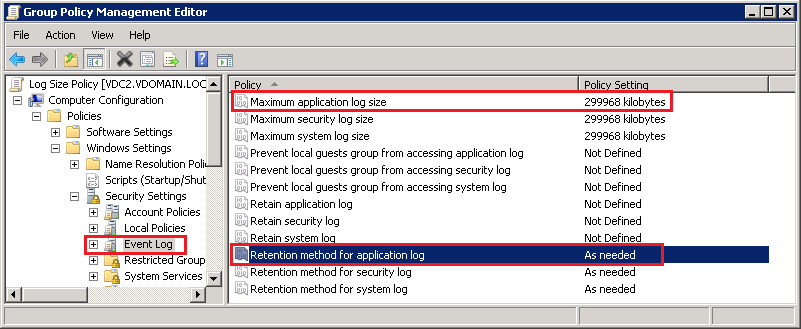 Group Policy Management Editor
File Action View Help
Log Size Policy [VDC2.VDOMAIN.LOC
Computer Configuration
Policies
Software Settings
Windows Settings
Name Resolution Polic
Scripts (Startup/Shut
Security Settings
Account Policies
Local Policies
Event Log
Restricted Group
System Services
Policy Policy Setting
Maximum application log size 299968 kilobytes
Maximum security log size 299968 kilobytes
Maximum system log size 299968 kilobytes
Prevent local guests group from accessing application log Not Defined
Prevent local guests group from accessing security log Not Defined
Prevent local guests group from accessing system log Not Defined
Retain application log Not Defined
Retain security log Not Defined
Retain system log Not Defined
Retention method for application log As needed
Retention method for security log As needed
Retention method for system log As needed